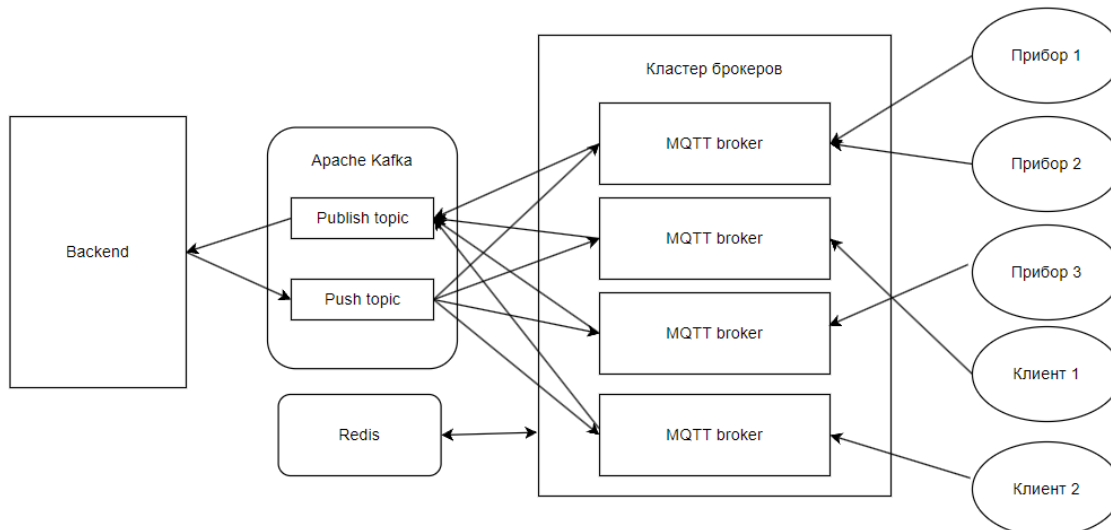 Backend
Apache Kafka
Publish topic
Push topic
Redis
Кластер брокеров
MQTT broker
MQTT broker
MQTT broker
MQTT broker
Прибор 1
Прибор 2
Прибор 3
Клиент 1
Клиент 2